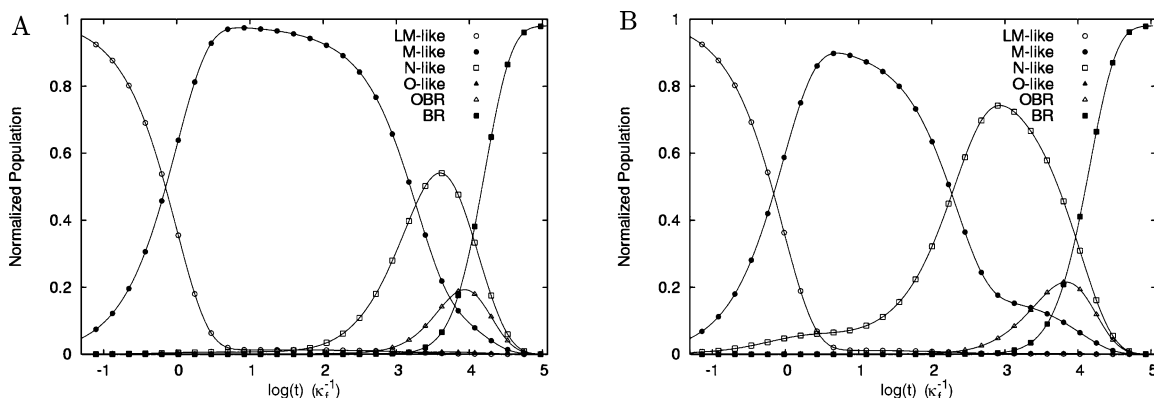 A
Normalized Population
1
0.8
0.6
0.4
0.2
0
-1 0 1 2 3 4 5
log(t) (κ_f^-1)
LM-like
M-like
N-like
O-like
OBR
BR
B
Normalized Population
1
0.8
0.6
0.4
0.2
0
-1 0 1 2 3 4 5
log(t) (κ_f^-1)
LM-like
M-like
N-like
O-like
OBR
BR